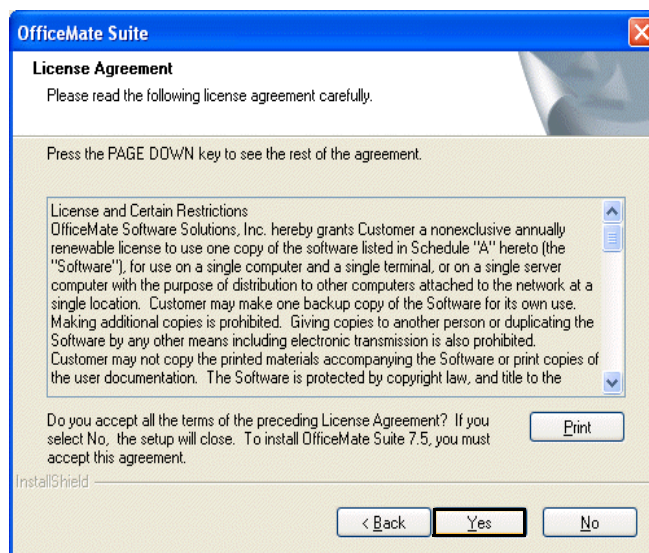 OfficeMate Suite
License Agreement
Please read the following license agreement carefully.
Press the PAGE DOWN key to see the rest of the agreement.
License and Certain Restrictions
OfficeMate Software Solutions, Inc. hereby grants Customer a nonexclusive annually
renewable license to use one copy of the software listed in Schedule "A" hereto (the
"Software"), for use on a single computer and a single terminal, or on a single server
computer with the purpose of distribution to other computers attached to the network at a
single location. Customer may make one backup copy of the Software for its own use.
Making additional copies is prohibited. Giving copies to another person or duplicating the
Software by any other means including electronic transmission is also prohibited.
Customer may not copy the printed materials accompanying the Software or print copies of
the user documentation. The Software is protected by copyright law, and title to the
Do you accept all the terms of the preceding License Agreement? If you
select No, the setup will close. To install OfficeMate Suite 7.5, you must
accept this agreement.
Print
InstallShield
< Back Yes No